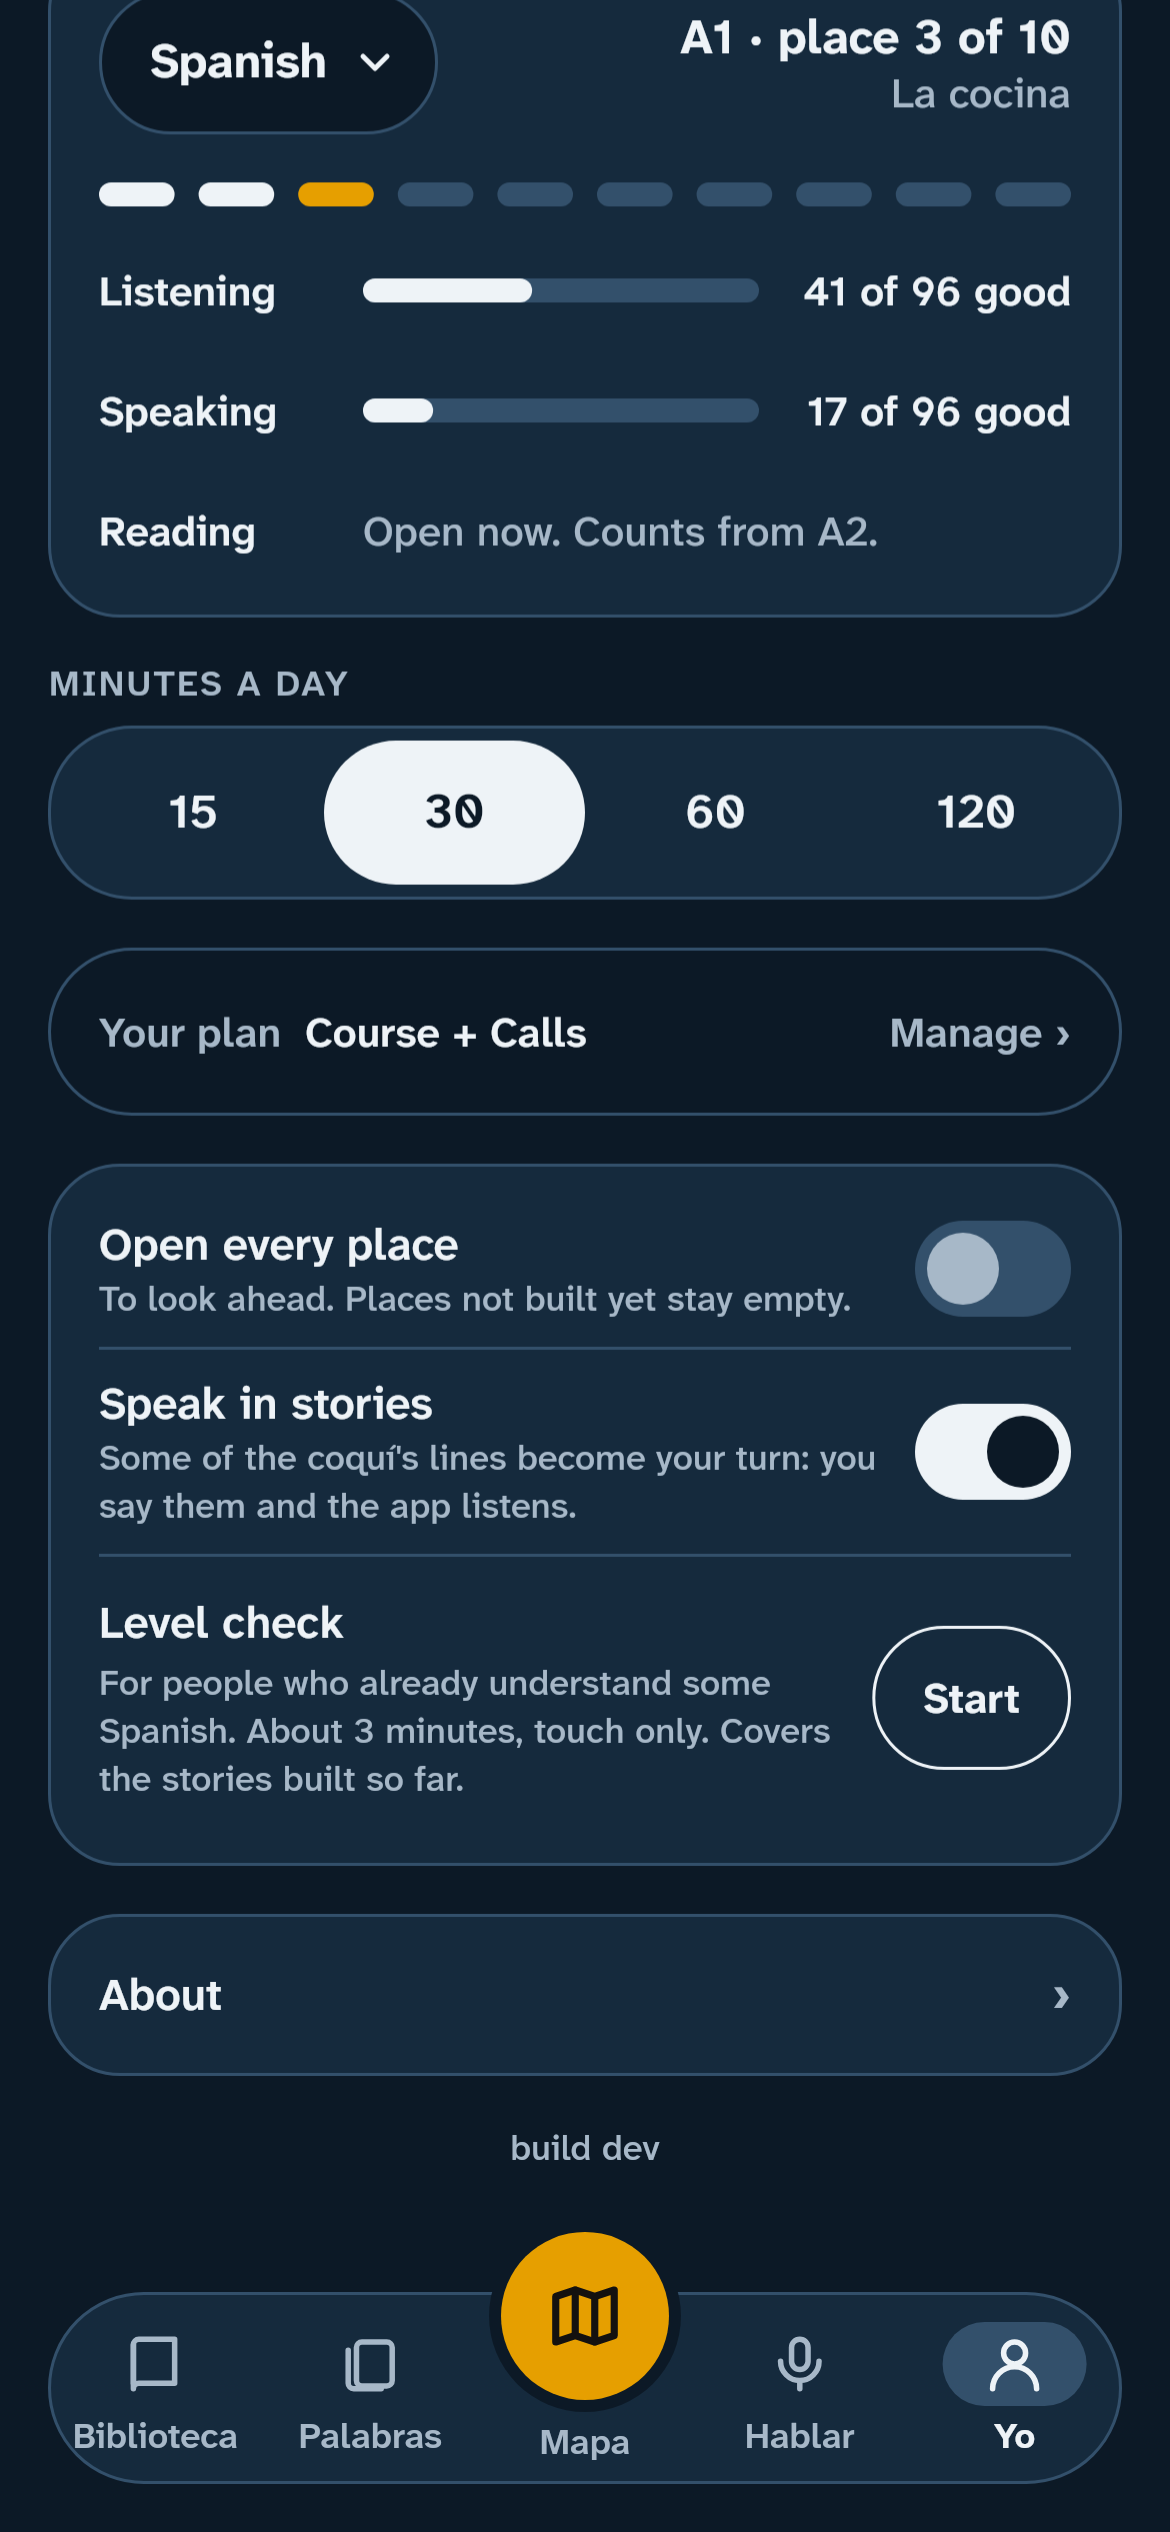 Spanish
A1 · place 3 of 10
La cocina
Listening 41 of 96 good
Speaking 17 of 96 good
Reading Open now. Counts from A2.
MINUTES A DAY
15 30 60 120
Your plan Course + Calls Manage ›
Open every place
To look ahead. Places not built yet stay empty.
Speak in stories
Some of the coquí's lines become your turn: you
say them and the app listens.
Level check
For people who already understand some
Spanish. About 3 minutes, touch only. Covers
the stories built so far.
Start
About ›
build dev
Biblioteca Palabras Mapa Hablar Yo